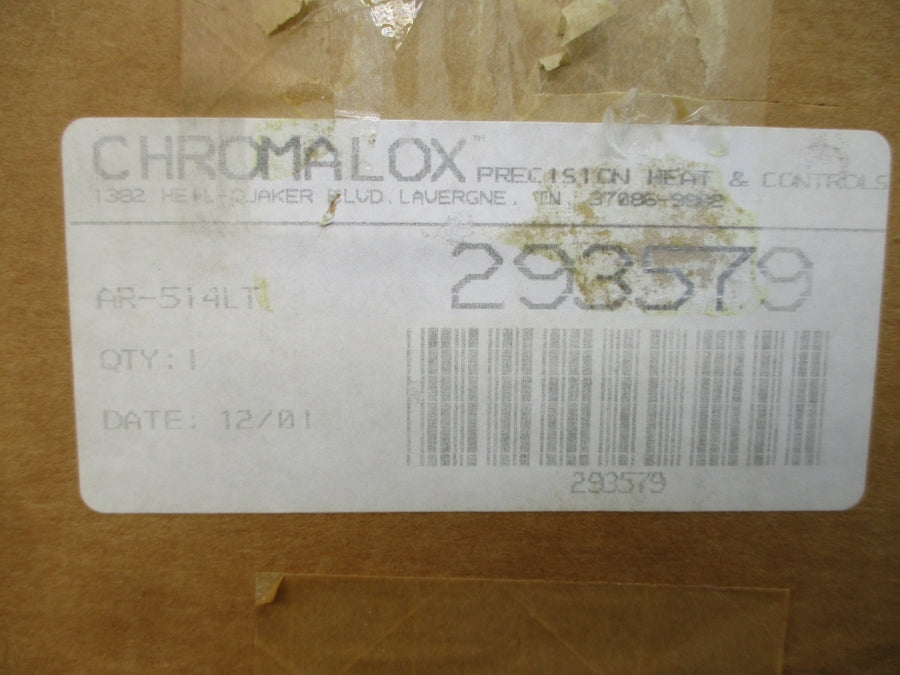 CHROMALOX™ PRECISION HEAT & CONTROLS
1382 HEIL-QUAKER BLVD. LAVERGNE, TN. 37086-9902
293579
AR-514LT
QTY: 1
DATE: 12/01
293579